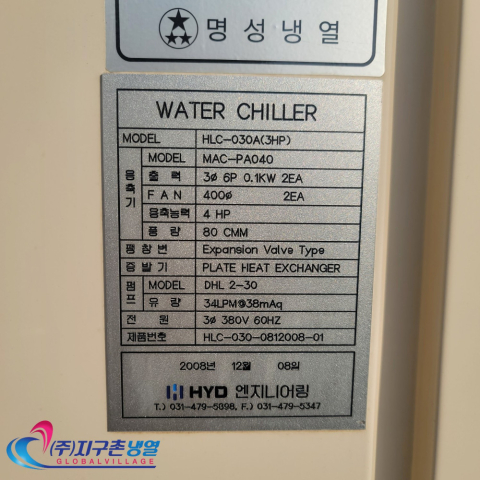 명성냉열
WATER CHILLER
MODEL HLC-030A(3HP)
응축기
MODEL MAC-PA040
출 력 3ø 6P 0.1KW 2EA
FAN 400ø 2EA
응축능력 4 HP
풍 량 80 CMM
팽 창 변 Expansion Valve Type
증 발 기 PLATE HEAT EXCHANGER
펌프
MODEL DHL 2-30
유 량 34LPM@38mAq
전 원 3ø 380V 60HZ
제품번호 HLC-030-0812008-01
2008년 12월 08일
HYD 엔지니어링
T.) 031-479-5898, F.) 031-479-5347
(주)지구촌냉열
GLOBALVILLAGE